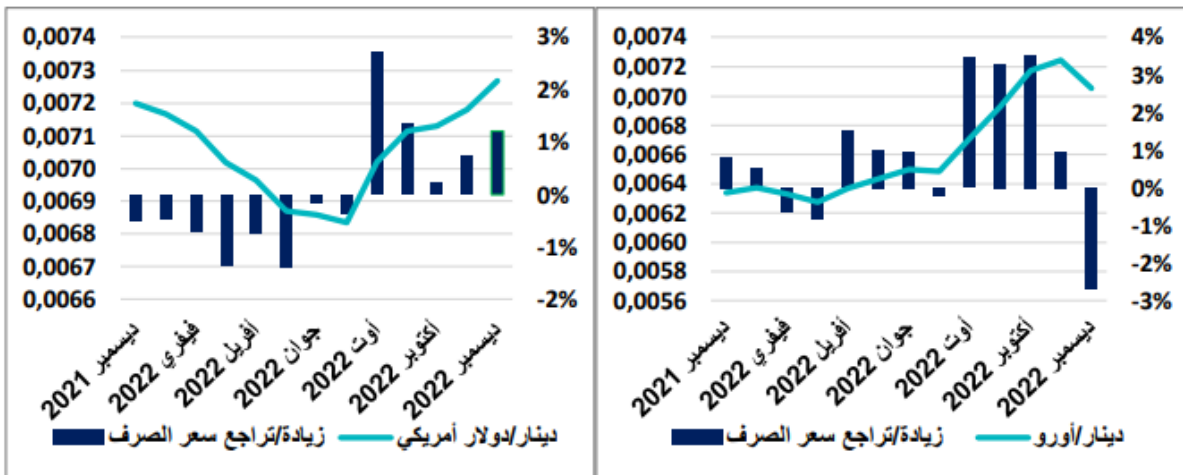 0,0074
0,0073
0,0072
0,0071
0,0070
0,0069
0,0068
0,0067
0,0066
3%
2%
1%
0%
-1%
-2%
ديسمبر 2021
فيفري 2022
أفريل 2022
جوان 2022
أوت 2022
أكتوبر 2022
ديسمبر 2022
زيادة/تراجع سعر الصرف
دينار/دولار أمريكي
0,0074
0,0072
0,0070
0,0068
0,0066
0,0064
0,0062
0,0060
0,0058
0,0056
4%
3%
2%
1%
0%
-1%
-2%
-3%
ديسمبر 2021
فيفري 2022
أفريل 2022
جوان 2022
أوت 2022
أكتوبر 2022
ديسمبر 2022
زيادة/تراجع سعر الصرف
دينار/أورو